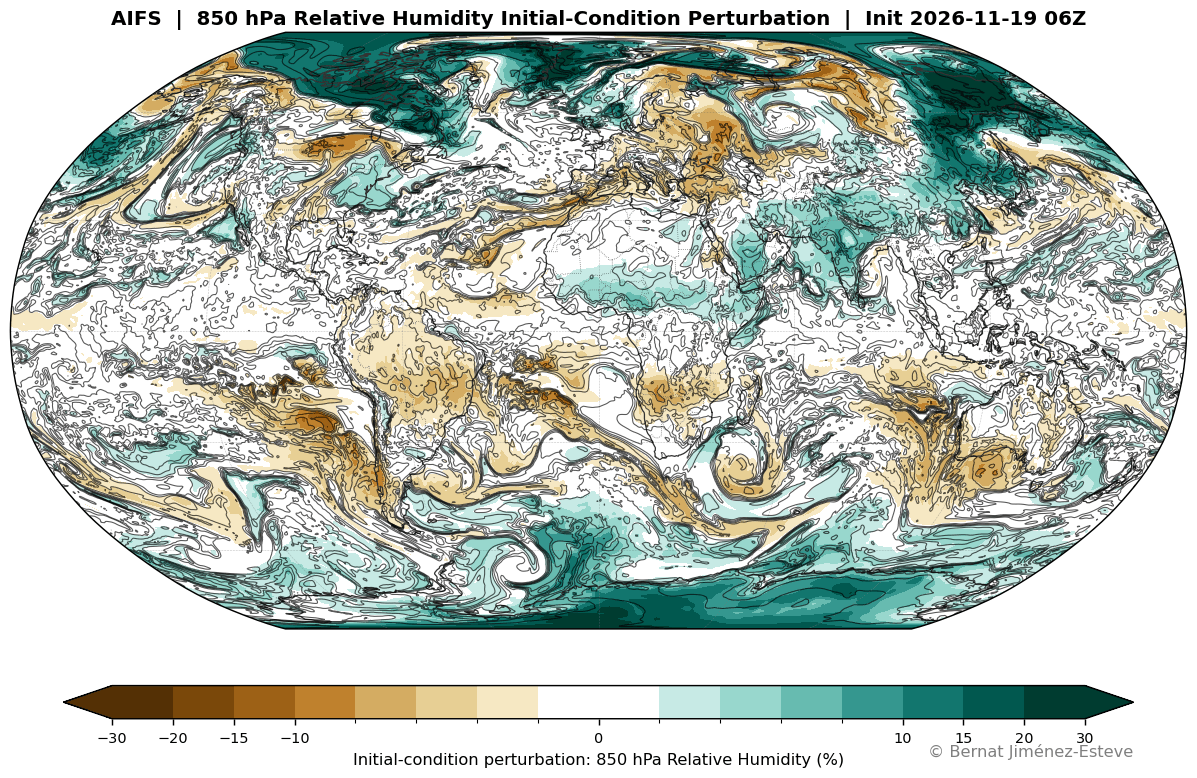 AIFS | 850 hPa Relative Humidity Initial-Condition Perturbation | Init 2026-11-19 06Z
−30 −20 −15 −10 0 10 15 20 30
Initial-condition perturbation: 850 hPa Relative Humidity (%)
© Bernat Jiménez-Esteve